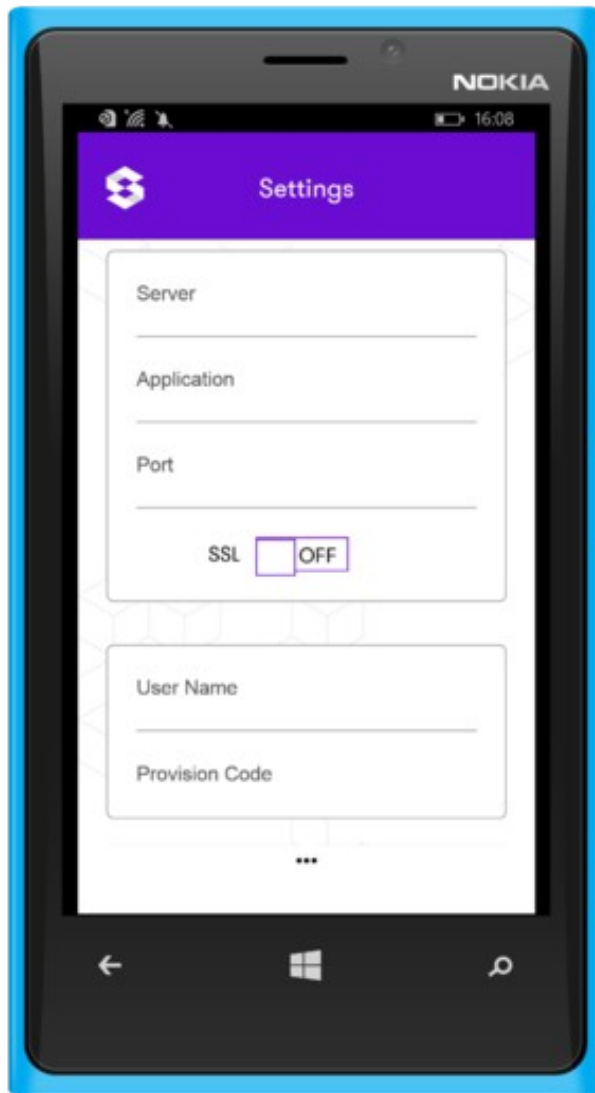 NOKIA
16:08
Settings
Server
Application
Port
SSL OFF
User Name
Provision Code
...